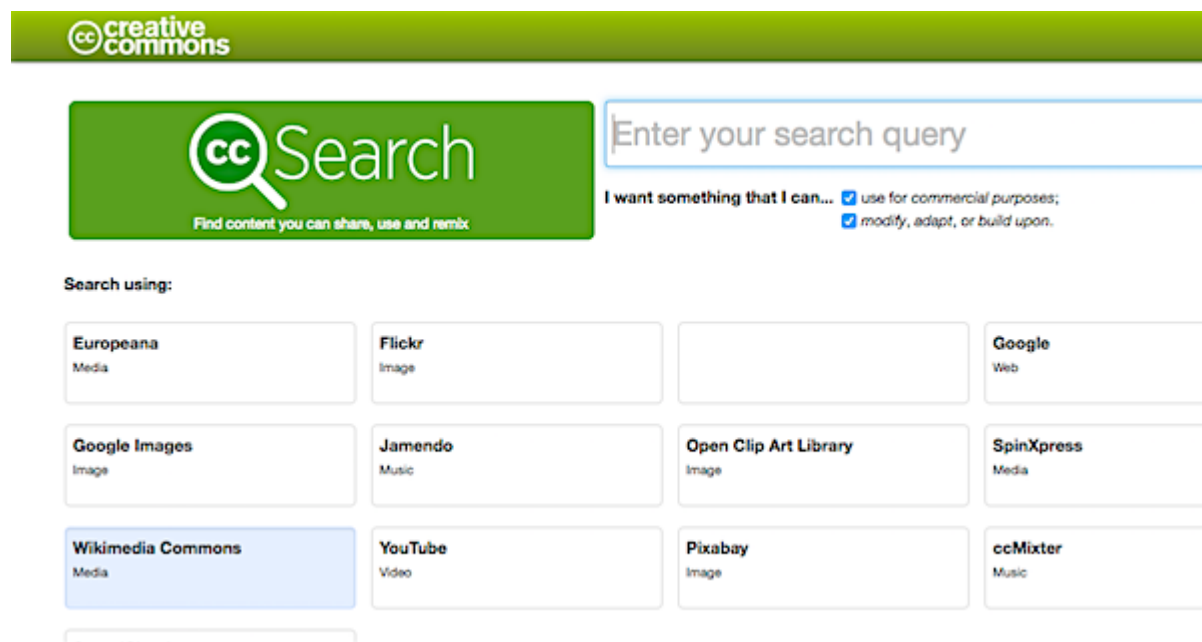 cc creative
commons
cc Search
Find content you can share, use and remix
Enter your search query
I want something that I can... use for commercial purposes;
modify, adapt, or build upon.
Search using:
Europeana
Media
Flickr
Image
Google
Web
Google Images
Image
Jamendo
Music
Open Clip Art Library
Image
SpinXpress
Media
Wikimedia Commons
Media
YouTube
Video
Pixabay
Image
ccMixter
Music